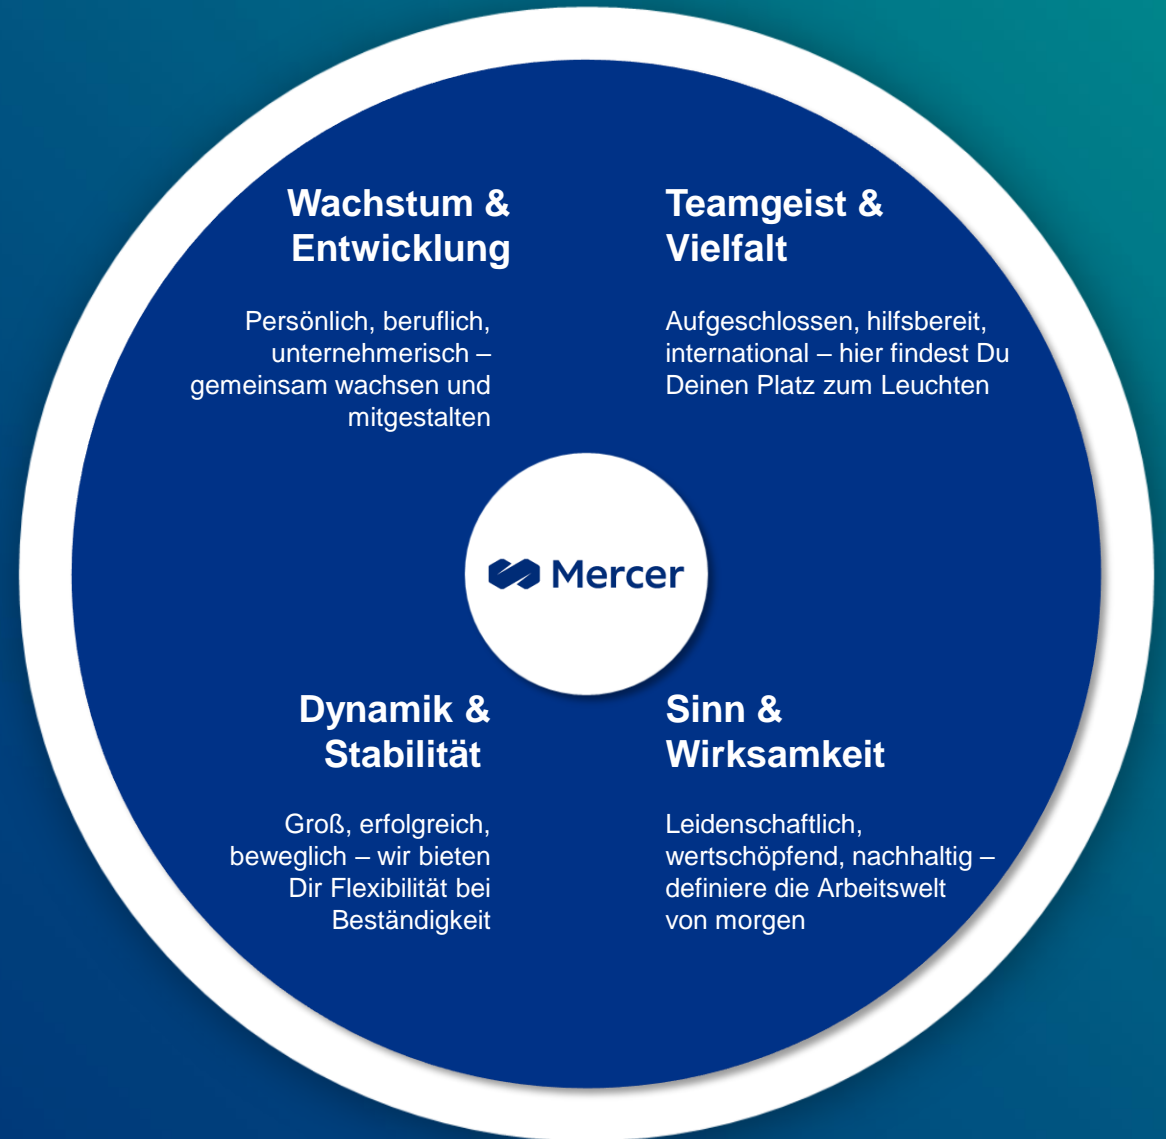 Wachstum &
Entwicklung
Persönlich, beruflich,
unternehmerisch –
gemeinsam wachsen und
mitgestalten
Teamgeist &
Vielfalt
Aufgeschlossen, hilfsbereit,
international – hier findest Du
Deinen Platz zum Leuchten
Mercer
Dynamik &
Stabilität
Groß, erfolgreich,
beweglich – wir bieten
Dir Flexibilität bei
Beständigkeit
Sinn &
Wirksamkeit
Leidenschaftlich,
wertschöpfend, nachhaltig –
definiere die Arbeitswelt
von morgen